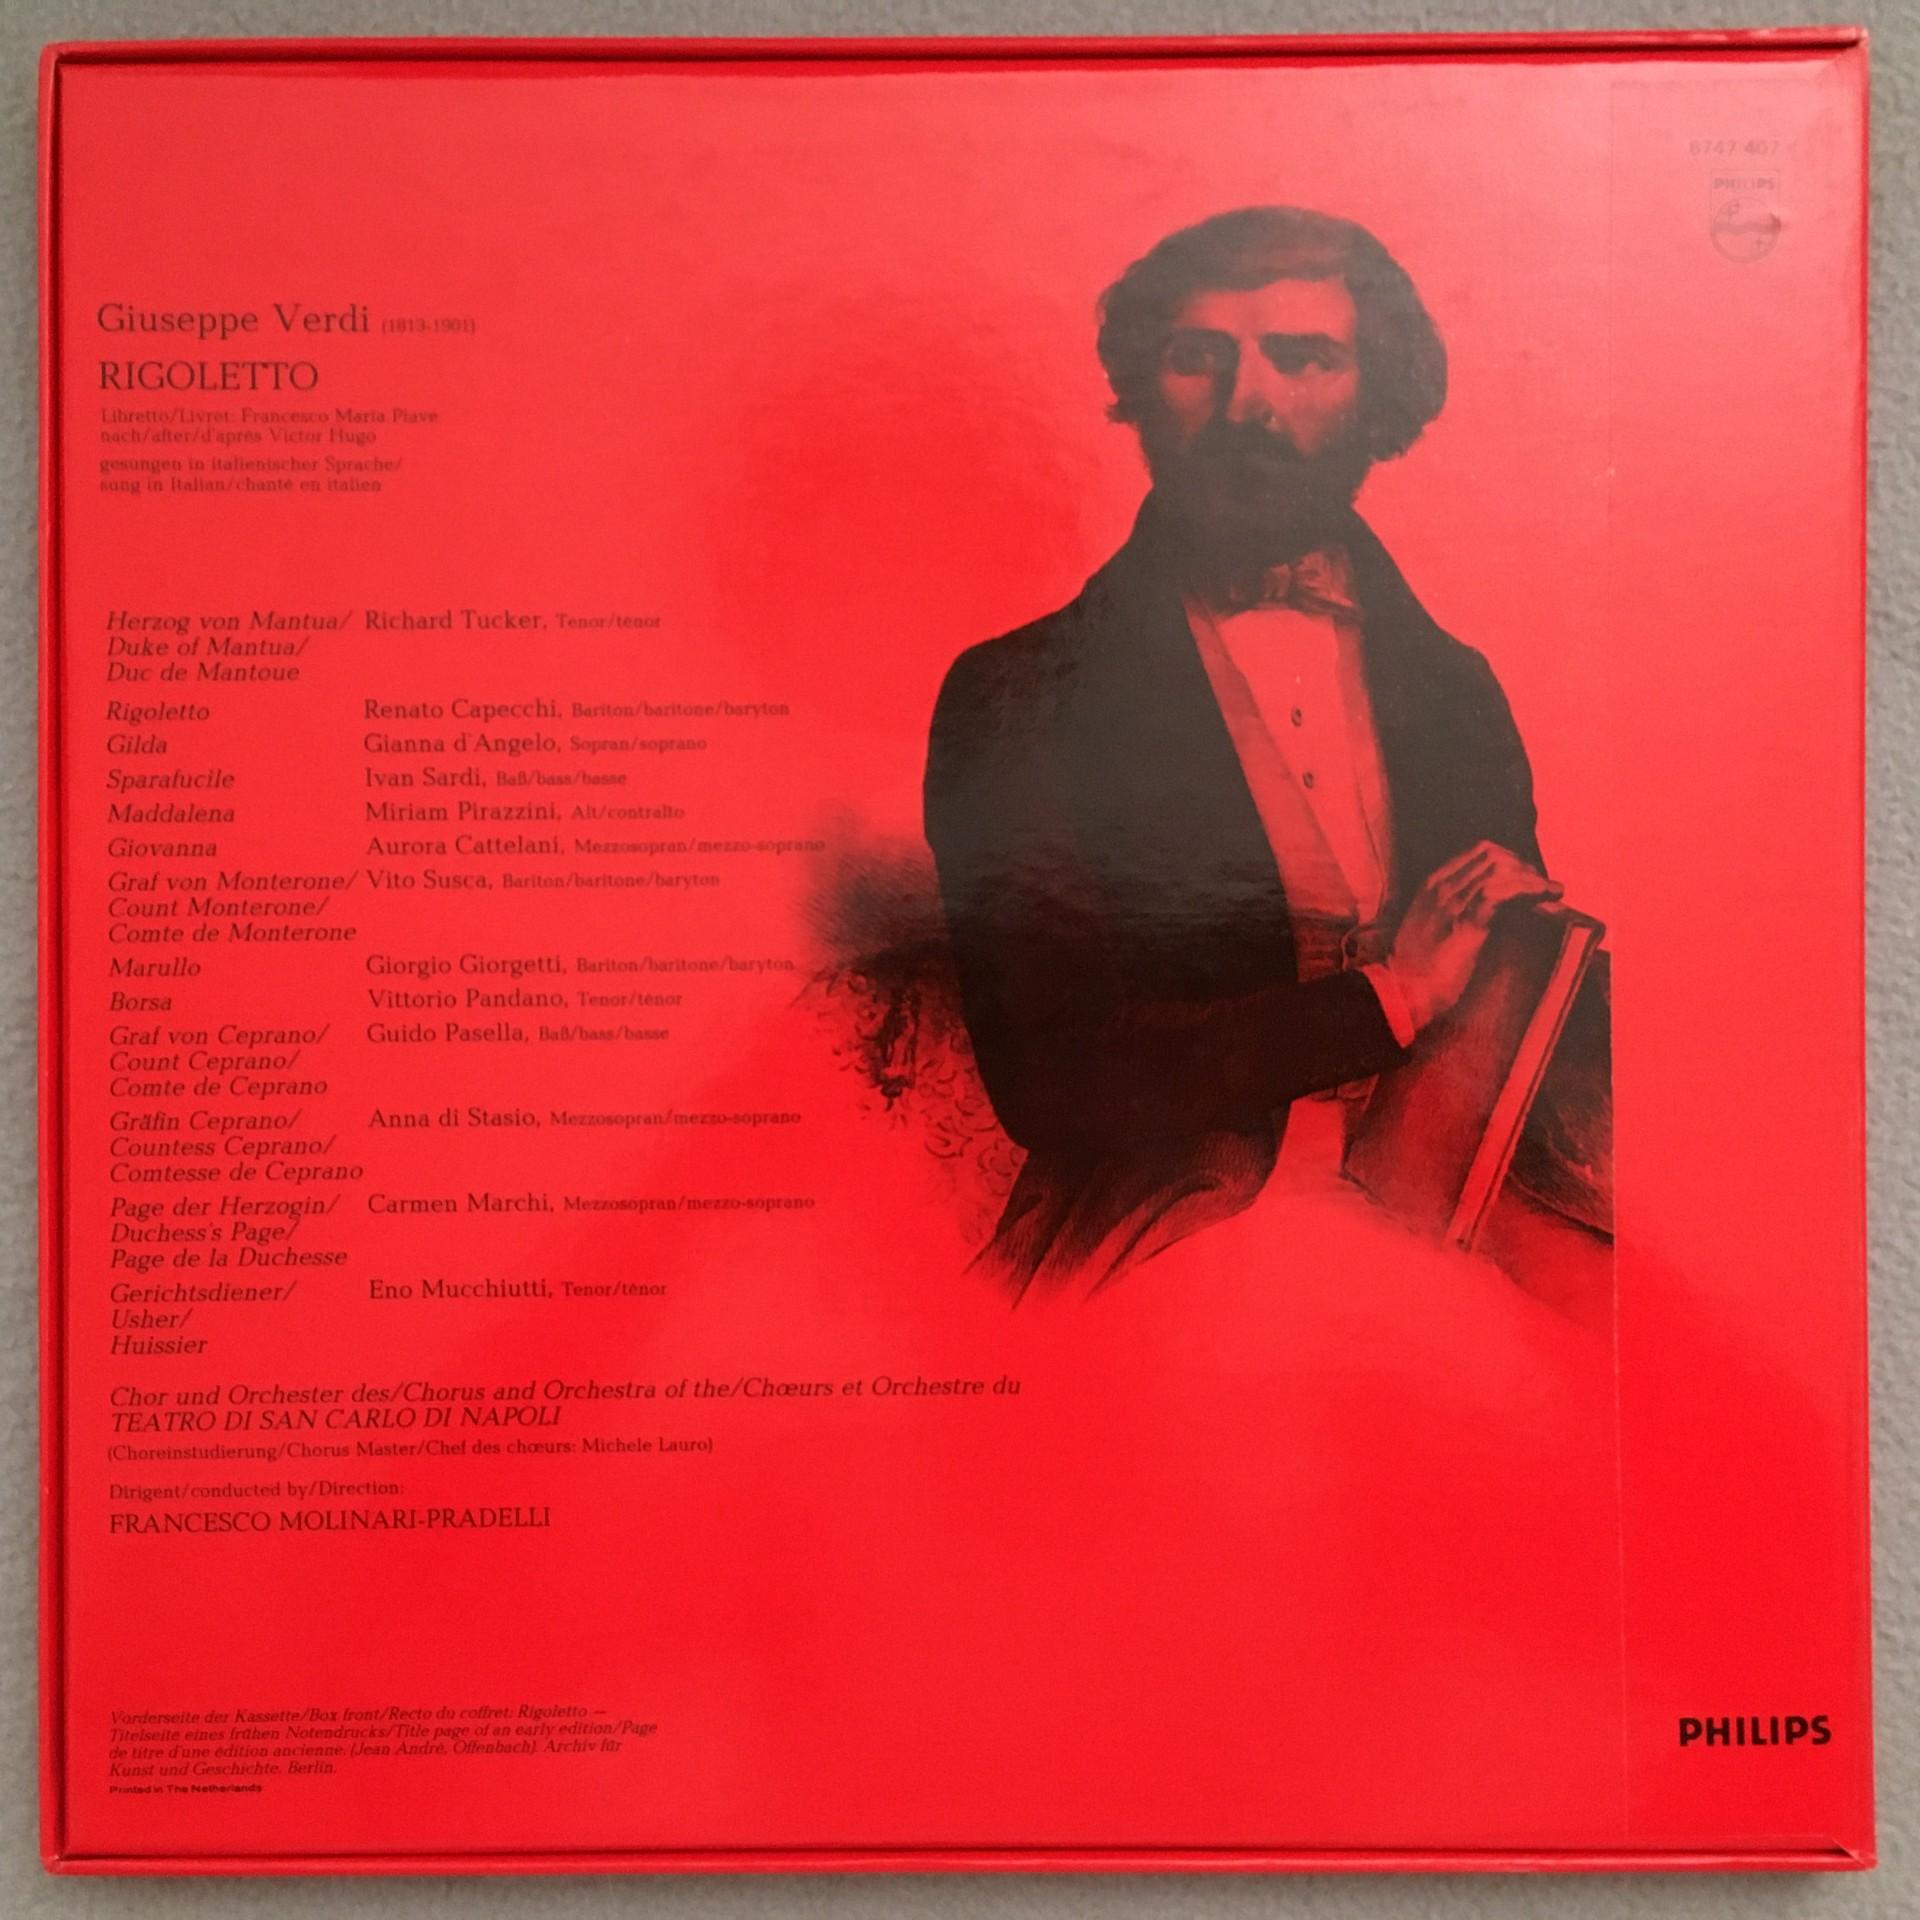 6747 407
PHILIPS
Giuseppe Verdi (1813-1901)
RIGOLETTO
Libretto/Livret: Francesco Maria Piave
nach/after/d'après Victor Hugo
gesungen in italienischer Sprache/
sung in Italian/chanté en italien
Herzog von Mantua/ Richard Tucker, Tenor/ténor
Duke of Mantua/
Duc de Mantoue
Rigoletto Renato Capecchi, Bariton/baritone/baryton
Gilda Gianna d'Angelo, Sopran/soprano
Sparafucile Ivan Sardi, Baß/bass/basse
Maddalena Miriam Pirazzini, Alt/contralto
Giovanna Aurora Cattelani, Mezzosopran/mezzo-soprano
Graf von Monterone/ Vito Susca, Bariton/baritone/baryton
Count Monterone/
Comte de Monterone
Marullo Giorgio Giorgetti, Bariton/baritone/baryton
Borsa Vittorio Pandano, Tenor/ténor
Graf von Ceprano/ Guido Pasella, Baß/bass/basse
Count Ceprano/
Comte de Ceprano
Gräfin Ceprano/ Anna di Stasio, Mezzosopran/mezzo-soprano
Countess Ceprano/
Comtesse de Ceprano
Page der Herzogin/ Carmen Marchi, Mezzosopran/mezzo-soprano
Duchess's Page/
Page de la Duchesse
Gerichtsdiener/ Eno Mucchiutti, Tenor/ténor
Usher/
Huissier
Chor und Orchester des/Chorus and Orchestra of the/Chœurs et Orchestre du
TEATRO DI SAN CARLO DI NAPOLI
(Choreinstudierung/Chorus Master/Chef des chœurs: Michele Lauro)
Dirigent/conducted by/Direction:
FRANCESCO MOLINARI-PRADELLI
Vorderseite der Kassette/Box front/Recto du coffret: Rigoletto –
Titelseite eines frühen Notendrucks/Title page of an early edition/Page
de titre d'une édition ancienne. (Jean André, Offenbach). Archiv für
Kunst und Geschichte, Berlin.
Printed in The Netherlands
PHILIPS